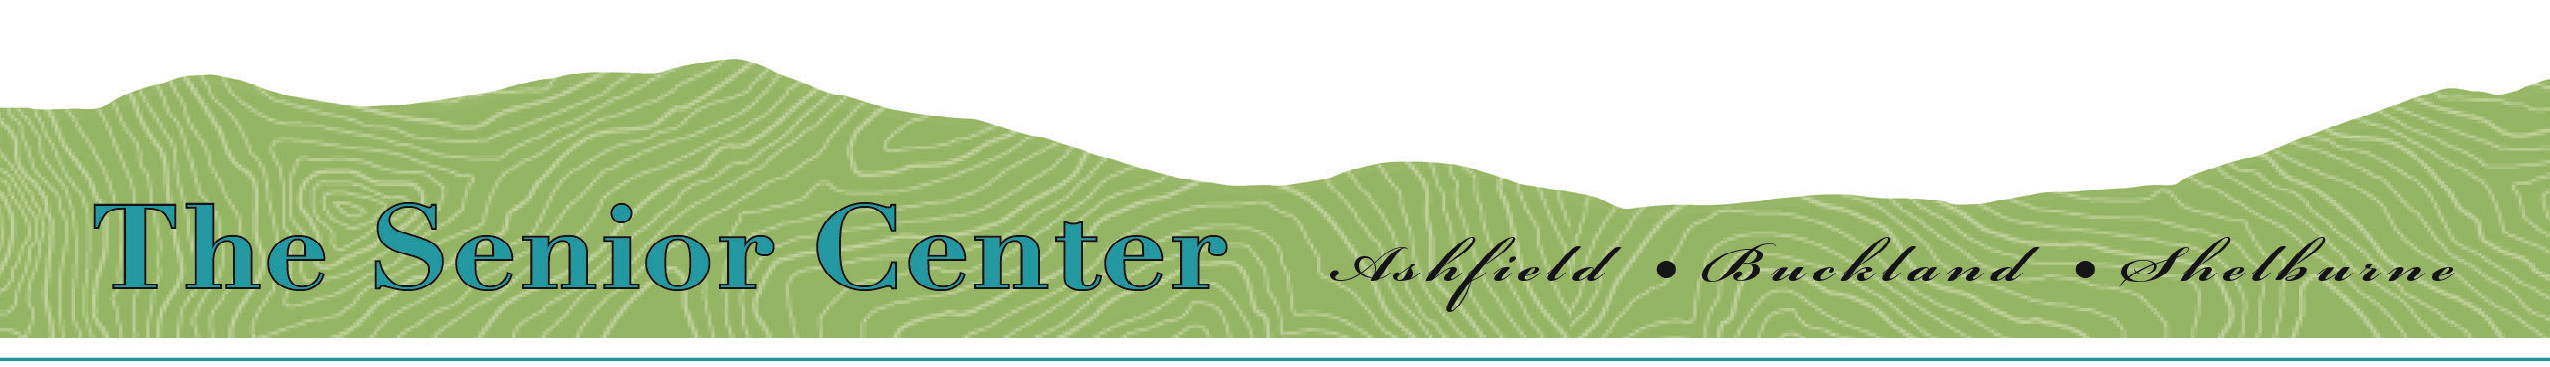 The Senior Center Ashfield • Buckland • Shelburne